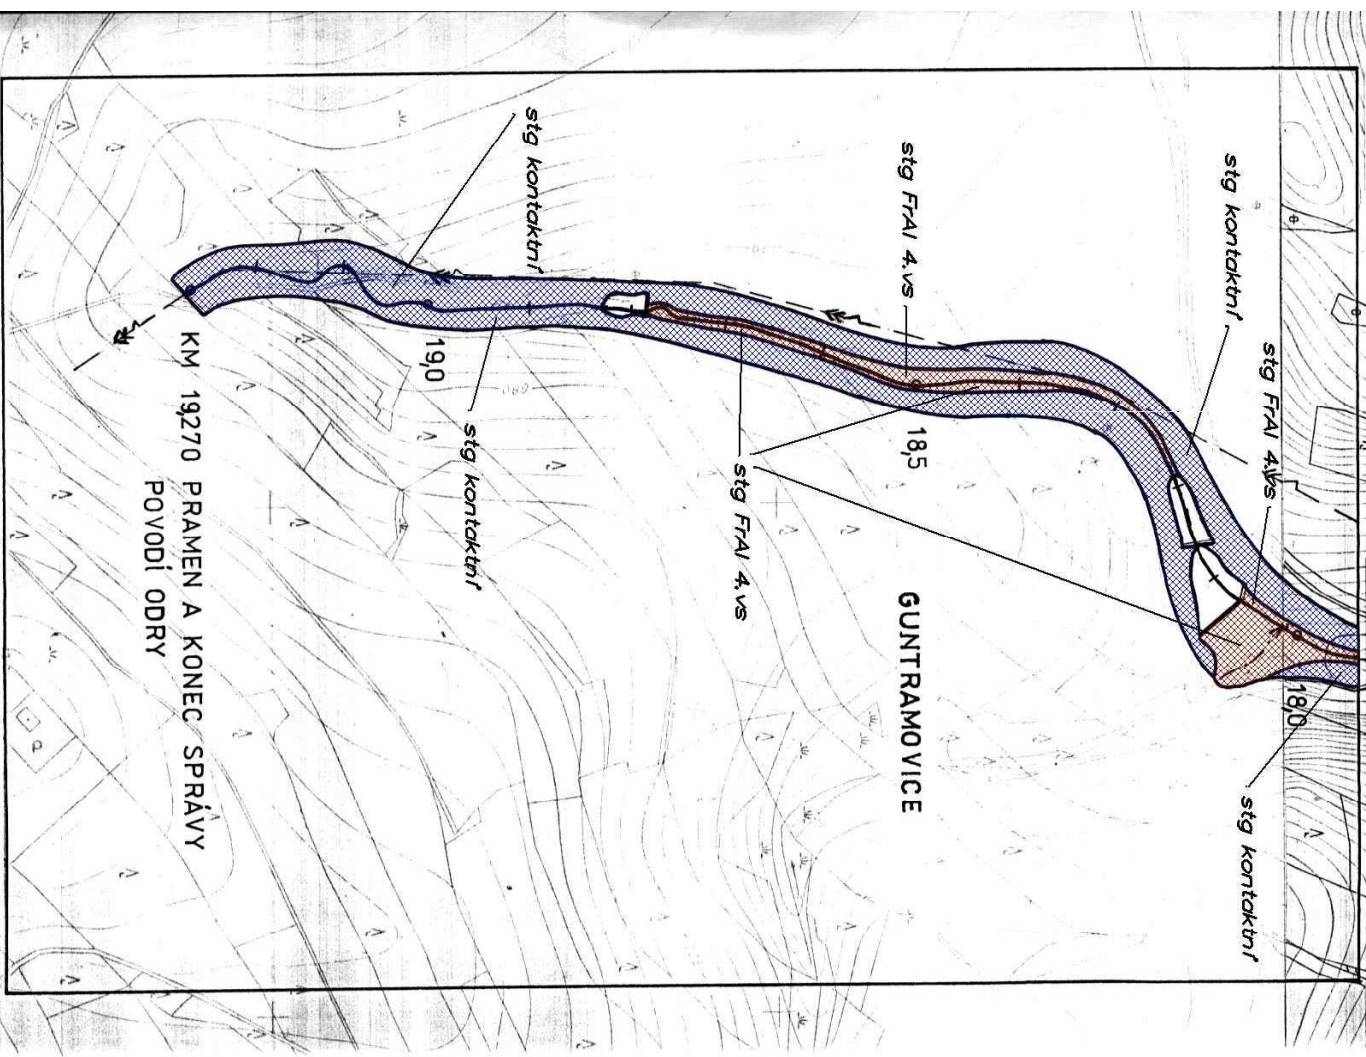 stg kontaktní
stg FrAl 4.vs
stg kontaktní
stg FrAl 4.vs
18,0
stg kontaktní
18,5
stg FrAl 4.vs
GUNTRAMOVICE
19,0
stg kontaktní
KM 19,270 PRAMEN A KONEC SPRÁVY
POVODÍ ODRY